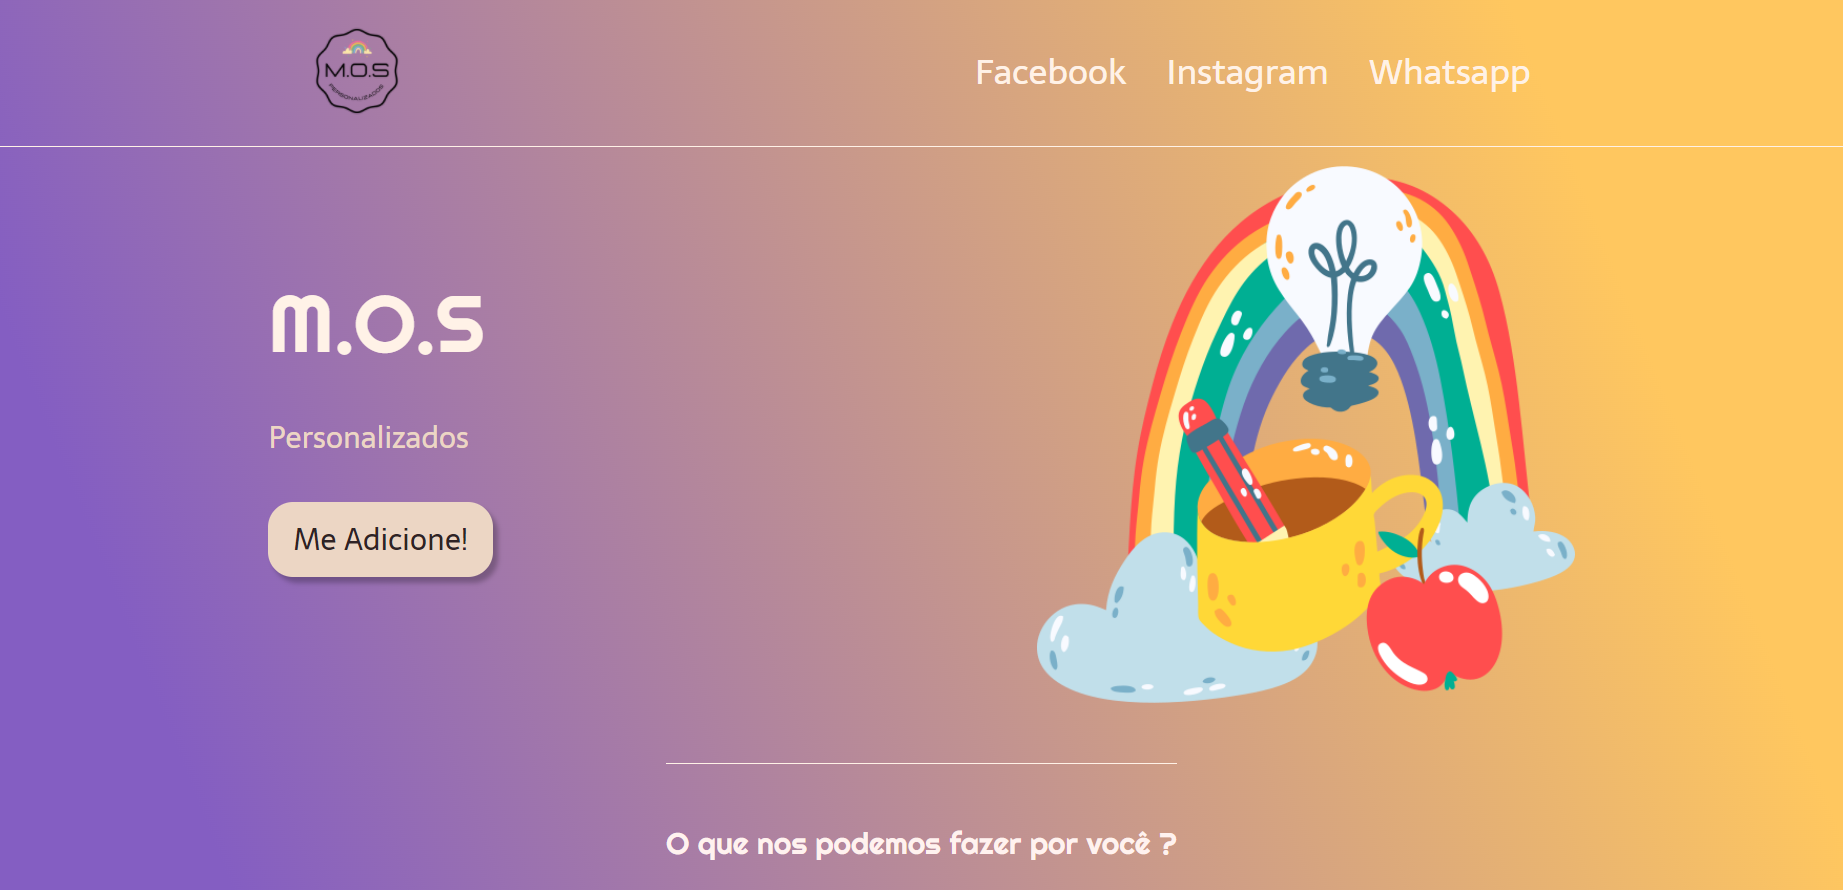 M.O.S
PERSONALIZADOS
Facebook Instagram Whatsapp
M.O.S
Personalizados
Me Adicione!
O que nos podemos fazer por você ?